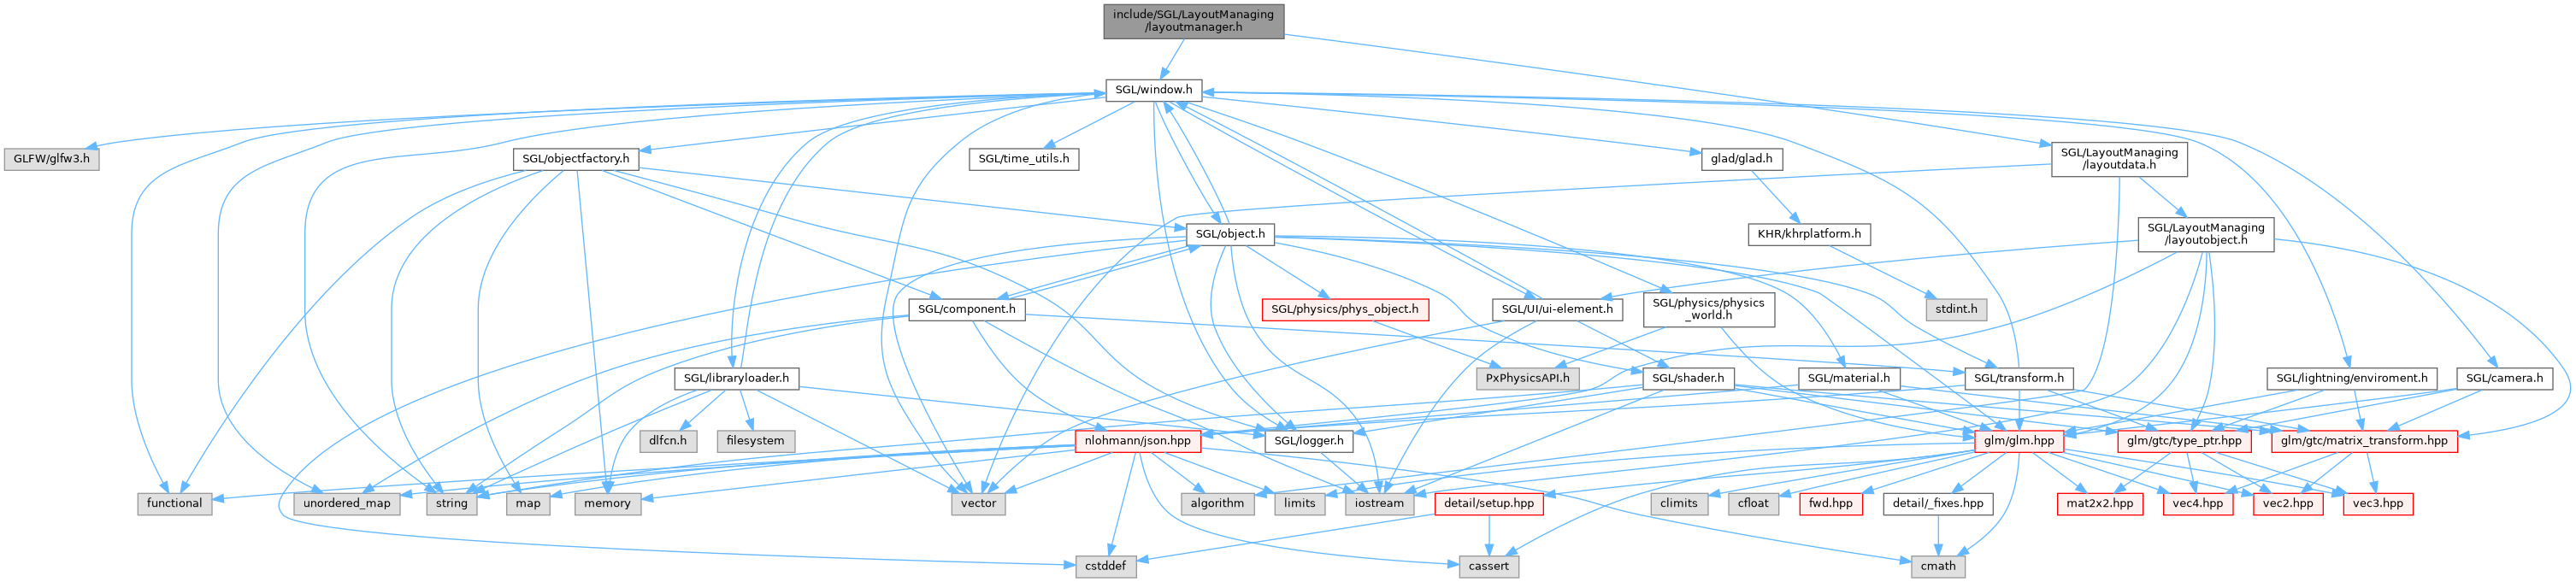 include/SGL/LayoutManaging
/layoutmanager.h
SGL/window.h
GLFW/glfw3.h
SGL/objectfactory.h
SGL/time_utils.h
glad/glad.h
SGL/LayoutManaging
/layoutdata.h
SGL/object.h
KHR/khrplatform.h
SGL/LayoutManaging
/layoutobject.h
SGL/component.h
SGL/physics/phys_object.h
SGL/UI/ui-element.h
SGL/physics/physics
_world.h
stdint.h
SGL/libraryloader.h
PxPhysicsAPI.h
SGL/shader.h
SGL/material.h
SGL/transform.h
SGL/lightning/enviroment.h
SGL/camera.h
dlfcn.h
filesystem
nlohmann/json.hpp
SGL/logger.h
glm/glm.hpp
glm/gtc/type_ptr.hpp
glm/gtc/matrix_transform.hpp
functional
unordered_map
string
map
memory
vector
algorithm
limits
iostream
detail/setup.hpp
climits
cfloat
fwd.hpp
detail/_fixes.hpp
mat2x2.hpp
vec4.hpp
vec2.hpp
vec3.hpp
cstddef
cassert
cmath